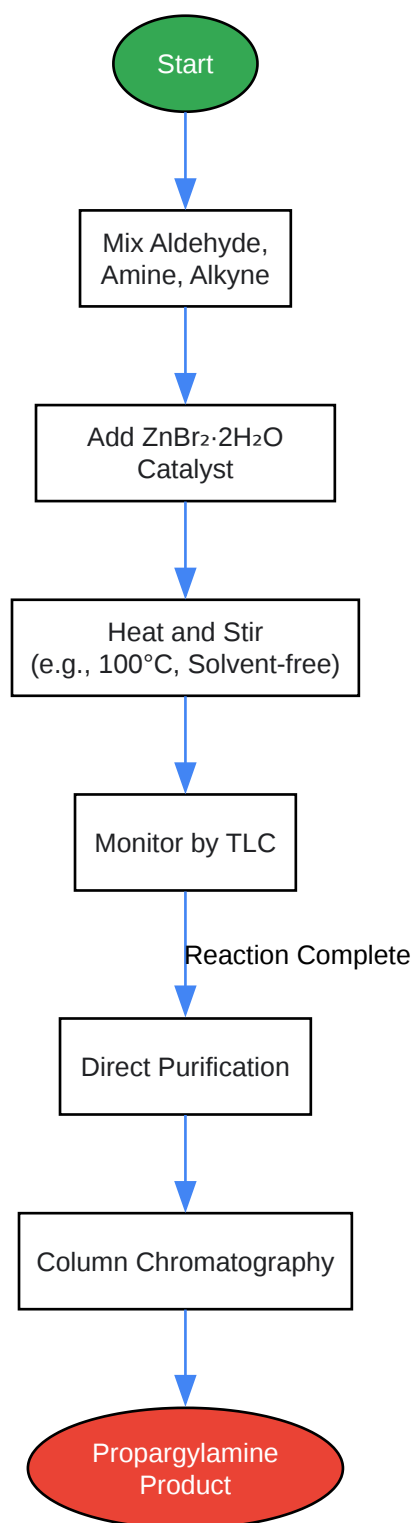 Start
Mix Aldehyde,
Amine, Alkyne
Add ZnBr₂·2H₂O
Catalyst
Heat and Stir
(e.g., 100°C, Solvent-free)
Monitor by TLC
Reaction Complete
Direct Purification
Column Chromatography
Propargylamine
Product